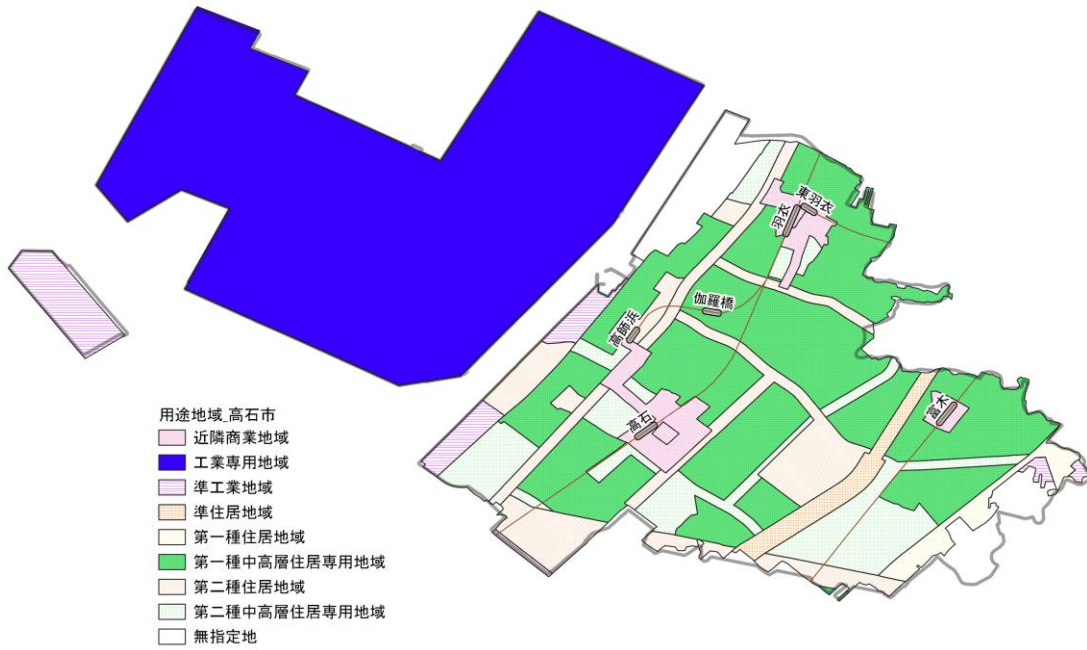 東羽衣
羽衣
伽羅橋
高師浜
高石
富木
用途地域_高石市
近隣商業地域
工業専用地域
準工業地域
準住居地域
第一種住居地域
第一種中高層住居専用地域
第二種住居地域
第二種中高層住居専用地域
無指定地